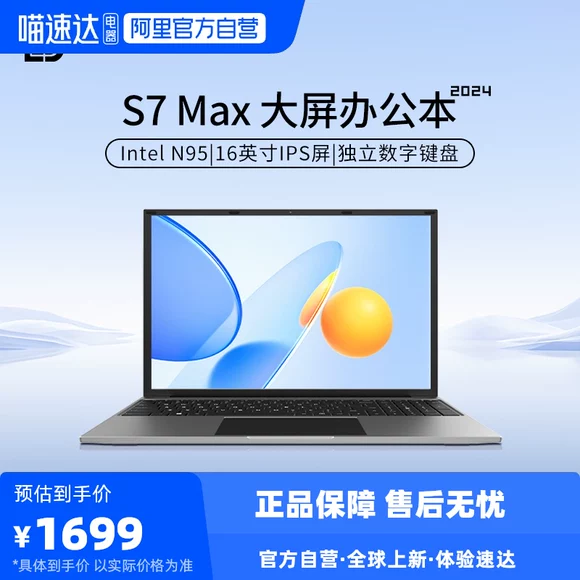 喵速达电器 阿里官方自营
S7 Max 大屏办公本 2024
Intel N95|16英寸IPS屏|独立数字键盘
预估到手价
¥1699
*具体到手价 以实际价格为准
正品保障 售后无忧
官方自营·全球上新·体验速达